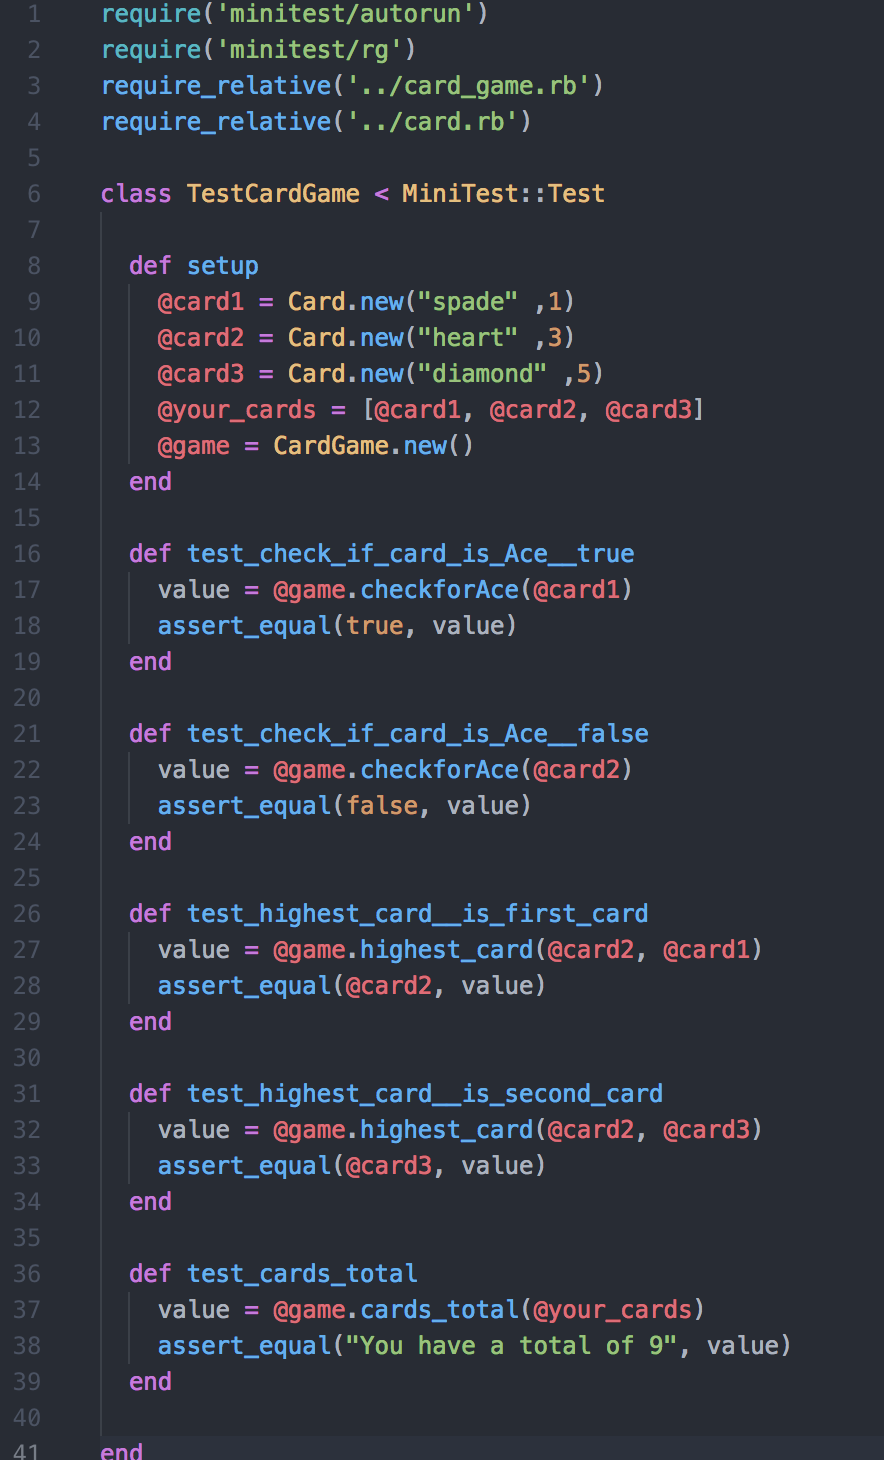 1 require('minitest/autorun')
2 require('minitest/rg')
3 require_relative('../card_game.rb')
4 require_relative('../card.rb')
5
6 class TestCardGame < MiniTest::Test
7
8   def setup
9     @card1 = Card.new("spade" ,1)
10     @card2 = Card.new("heart" ,3)
11     @card3 = Card.new("diamond" ,5)
12     @your_cards = [@card1, @card2, @card3]
13     @game = CardGame.new()
14   end
15
16   def test_check_if_card_is_Ace__true
17     value = @game.checkforAce(@card1)
18     assert_equal(true, value)
19   end
20
21   def test_check_if_card_is_Ace__false
22     value = @game.checkforAce(@card2)
23     assert_equal(false, value)
24   end
25
26   def test_highest_card__is_first_card
27     value = @game.highest_card(@card2, @card1)
28     assert_equal(@card2, value)
29   end
30
31   def test_highest_card__is_second_card
32     value = @game.highest_card(@card2, @card3)
33     assert_equal(@card3, value)
34   end
35
36   def test_cards_total
37     value = @game.cards_total(@your_cards)
38     assert_equal("You have a total of 9", value)
39   end
40
41 end